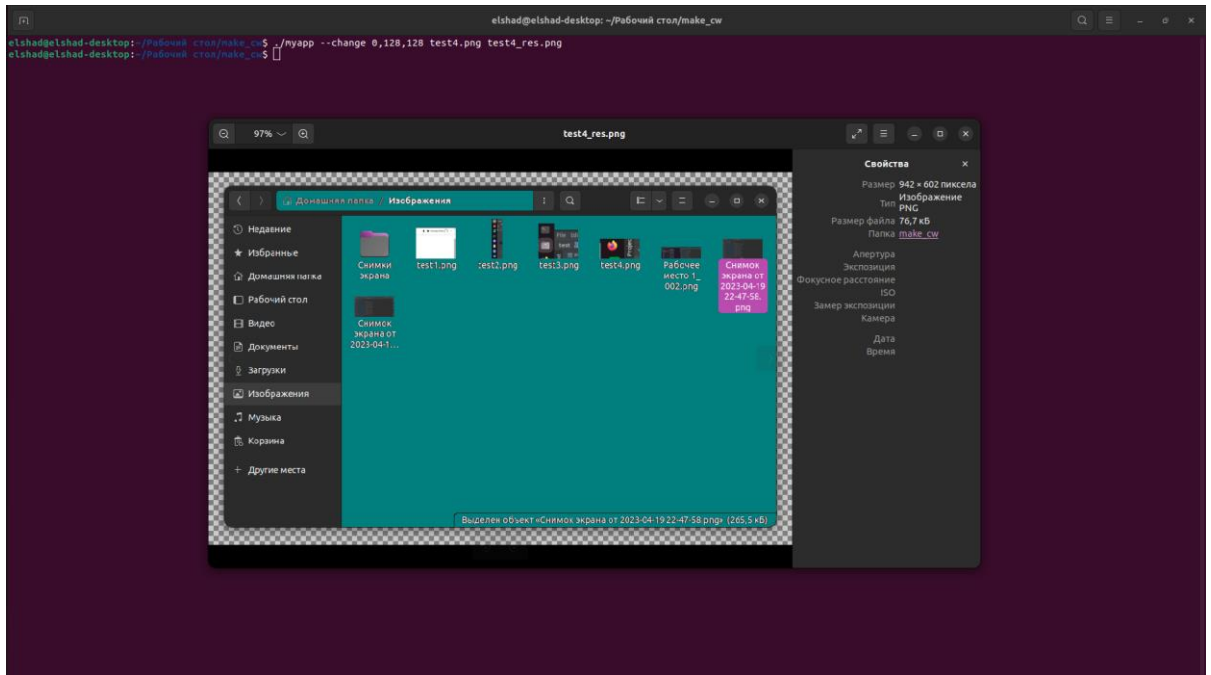 elshad@elshad-desktop: ~/Рабочий стол/make_cw
elshad@elshad-desktop:~/Рабочий стол/make_cw$ ./myapp --change 0,128,128 test4.png test4_res.png
elshad@elshad-desktop:~/Рабочий стол/make_cw$
97%
test4_res.png
Домашняя папка / Изображения
Недавние
Избранные
Домашняя папка
Рабочий стол
Видео
Документы
Загрузки
Изображения
Музыка
Корзина
+ Другие места
Снимки
экрана
test1.png
test2.png
test3.png
test4.png
Рабочее
место 1_
002.png
Снимок
экрана от
2023-04-19
22-47-58.
png
Снимок
экрана от
2023-04-1...
Выделен объект «Снимок экрана от 2023-04-19 22-47-58.png» (265,5 кБ)
Свойства
Размер 942 × 602 пиксела
Тип Изображение
PNG
Размер файла 76,7 кБ
Папка make_cw
Апертура
Экспозиция
Фокусное расстояние
ISO
Замер экспозиции
Камера
Дата
Время